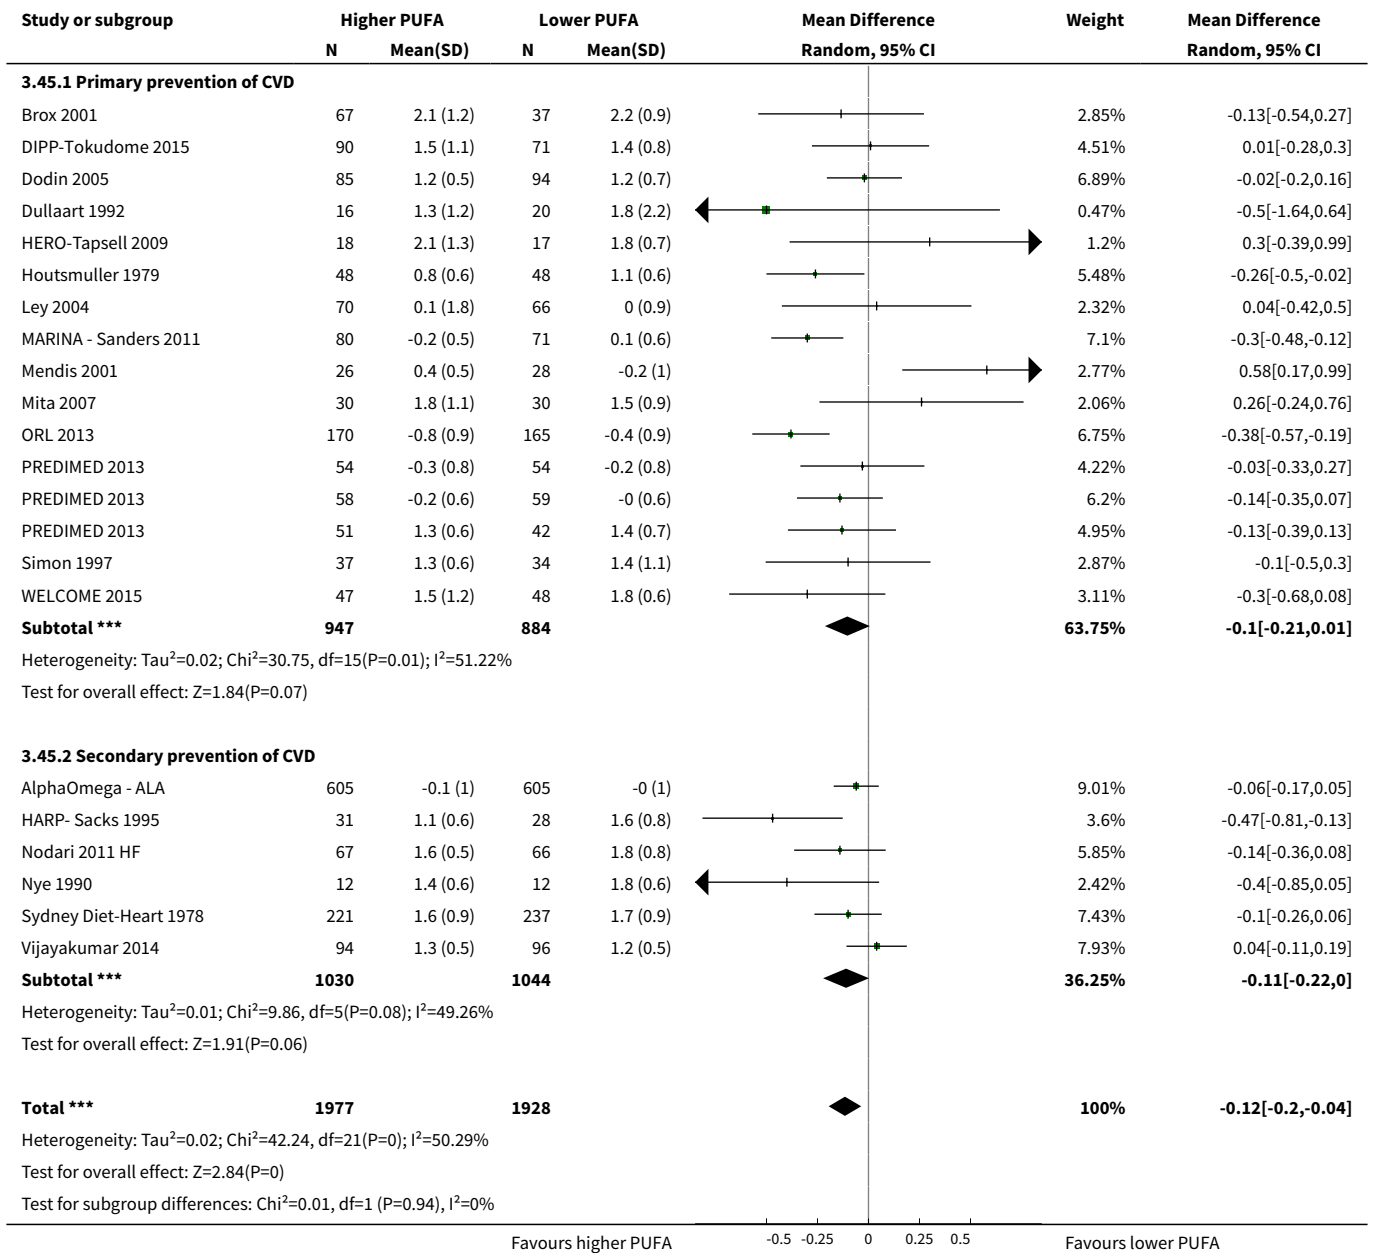 Study or subgroup Higher PUFA Lower PUFA Mean Difference Weight Mean Difference
N Mean(SD) N Mean(SD) Random, 95% CI Random, 95% CI
3.45.1 Primary prevention of CVD
Brox 2001 67 2.1 (1.2) 37 2.2 (0.9) 2.85% -0.13[-0.54,0.27]
DIPP-Tokudome 2015 90 1.5 (1.1) 71 1.4 (0.8) 4.51% 0.01[-0.28,0.3]
Dodin 2005 85 1.2 (0.5) 94 1.2 (0.7) 6.89% -0.02[-0.2,0.16]
Dullaart 1992 16 1.3 (1.2) 20 1.8 (2.2) 0.47% -0.5[-1.64,0.64]
HERO-Tapsell 2009 18 2.1 (1.3) 17 1.8 (0.7) 1.2% 0.3[-0.39,0.99]
Houtsmuller 1979 48 0.8 (0.6) 48 1.1 (0.6) 5.48% -0.26[-0.5,-0.02]
Ley 2004 70 0.1 (1.8) 66 0 (0.9) 2.32% 0.04[-0.42,0.5]
MARINA - Sanders 2011 80 -0.2 (0.5) 71 0.1 (0.6) 7.1% -0.3[-0.48,-0.12]
Mendis 2001 26 0.4 (0.5) 28 -0.2 (1) 2.77% 0.58[0.17,0.99]
Mita 2007 30 1.8 (1.1) 30 1.5 (0.9) 2.06% 0.26[-0.24,0.76]
ORL 2013 170 -0.8 (0.9) 165 -0.4 (0.9) 6.75% -0.38[-0.57,-0.19]
PREDIMED 2013 54 -0.3 (0.8) 54 -0.2 (0.8) 4.22% -0.03[-0.33,0.27]
PREDIMED 2013 58 -0.2 (0.6) 59 -0 (0.6) 6.2% -0.14[-0.35,0.07]
PREDIMED 2013 51 1.3 (0.6) 42 1.4 (0.7) 4.95% -0.13[-0.39,0.13]
Simon 1997 37 1.3 (0.6) 34 1.4 (1.1) 2.87% -0.1[-0.5,0.3]
WELCOME 2015 47 1.5 (1.2) 48 1.8 (0.6) 3.11% -0.3[-0.68,0.08]
Subtotal *** 947 884 63.75% -0.1[-0.21,0.01]
Heterogeneity: Tau²=0.02; Chi²=30.75, df=15(P=0.01); I²=51.22%
Test for overall effect: Z=1.84(P=0.07)
3.45.2 Secondary prevention of CVD
AlphaOmega - ALA 605 -0.1 (1) 605 -0 (1) 9.01% -0.06[-0.17,0.05]
HARP- Sacks 1995 31 1.1 (0.6) 28 1.6 (0.8) 3.6% -0.47[-0.81,-0.13]
Nodari 2011 HF 67 1.6 (0.5) 66 1.8 (0.8) 5.85% -0.14[-0.36,0.08]
Nye 1990 12 1.4 (0.6) 12 1.8 (0.6) 2.42% -0.4[-0.85,0.05]
Sydney Diet-Heart 1978 221 1.6 (0.9) 237 1.7 (0.9) 7.43% -0.1[-0.26,0.06]
Vijayakumar 2014 94 1.3 (0.5) 96 1.2 (0.5) 7.93% 0.04[-0.11,0.19]
Subtotal *** 1030 1044 36.25% -0.11[-0.22,0]
Heterogeneity: Tau²=0.01; Chi²=9.86, df=5(P=0.08); I²=49.26%
Test for overall effect: Z=1.91(P=0.06)
Total *** 1977 1928 100% -0.12[-0.2,-0.04]
Heterogeneity: Tau²=0.02; Chi²=42.24, df=21(P=0); I²=50.29%
Test for overall effect: Z=2.84(P=0)
Test for subgroup differences: Chi²=0.01, df=1 (P=0.94), I²=0%
Favours higher PUFA -0.5 -0.25 0 0.25 0.5 Favours lower PUFA